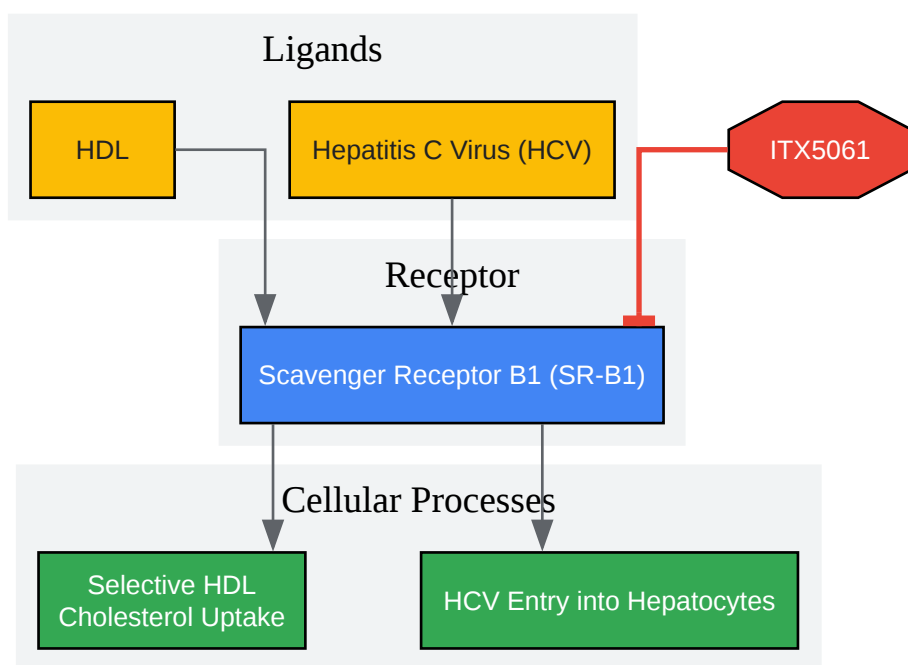 Ligands
HDL
Hepatitis C Virus (HCV)
ITX5061
Receptor
Scavenger Receptor B1 (SR-B1)
Cellular Processes
Selective HDL
Cholesterol Uptake
HCV Entry into Hepatocytes